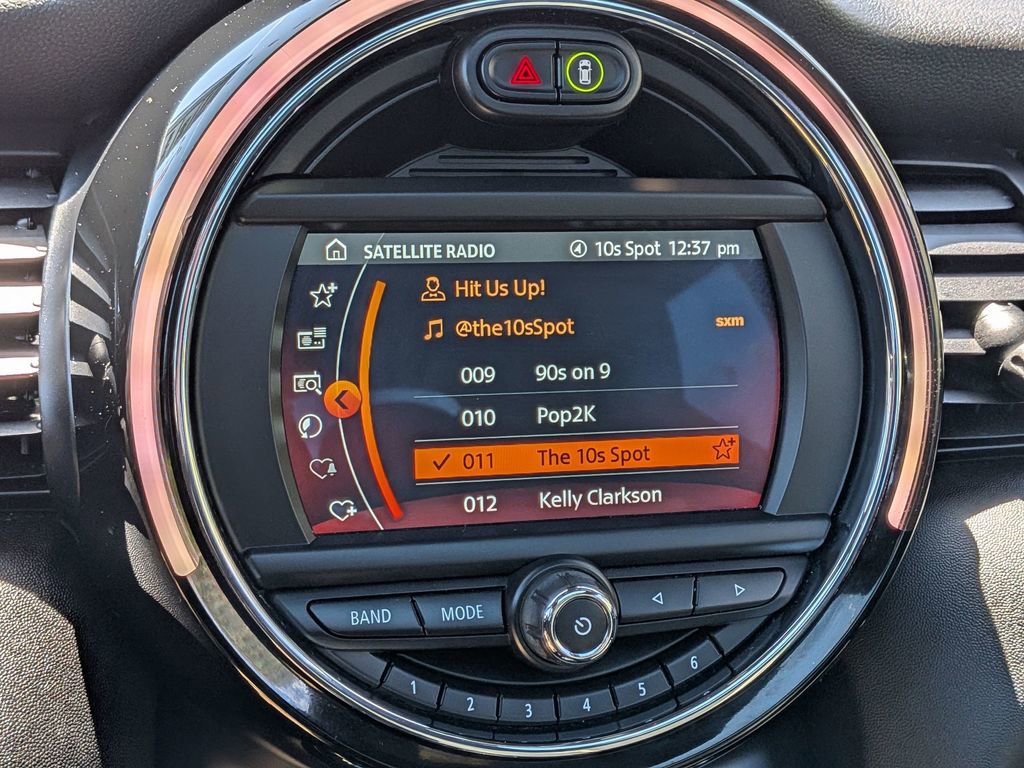 SATELLITE RADIO 10s Spot 12:37 pm
Hit Us Up!
@the10sSpot
sxm
009 90s on 9
010 Pop2K
011 The 10s Spot
012 Kelly Clarkson
BAND MODE
1 2 3 4 5 6